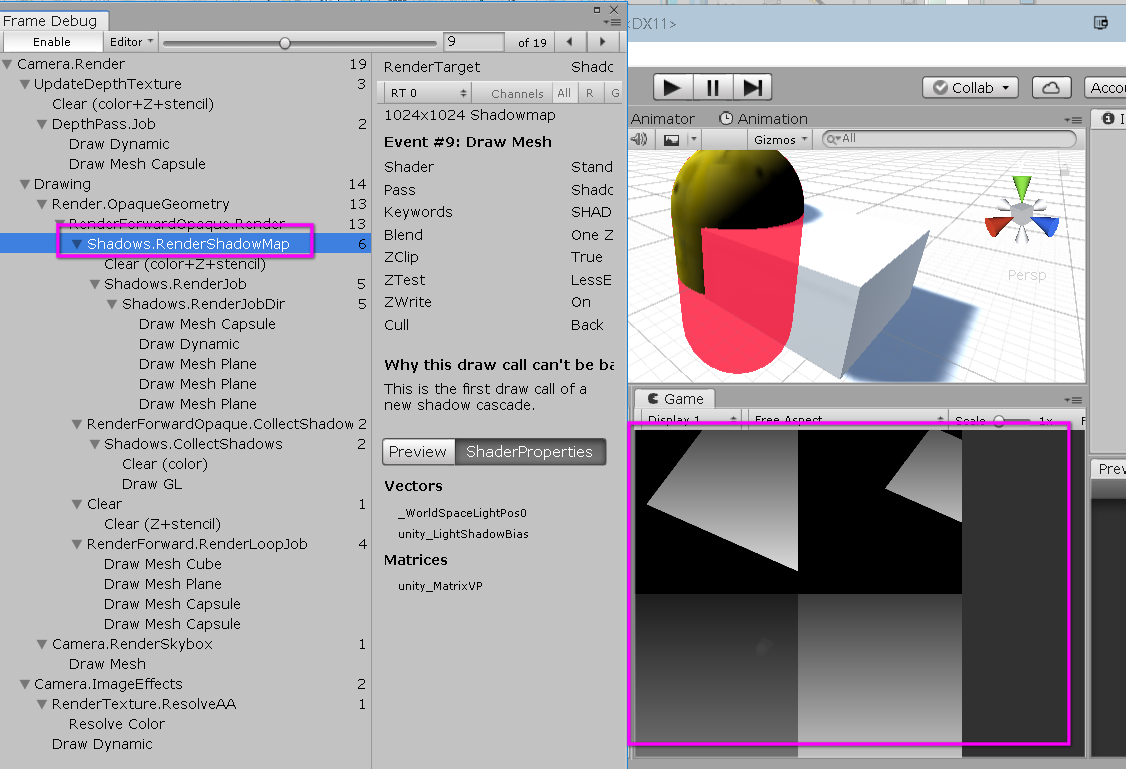 Frame Debug
Enable
Editor
9
of 19
Camera.Render 19
UpdateDepthTexture 3
Clear (color+Z+stencil)
DepthPass.Job 2
Draw Dynamic
Draw Mesh Capsule
Drawing 14
Render.OpaqueGeometry 13
RenderForwardOpaque.Render 13
Shadows.RenderShadowMap 6
Clear (color+Z+stencil)
Shadows.RenderJob 5
Shadows.RenderJobDir 5
Draw Mesh Capsule
Draw Dynamic
Draw Mesh Plane
Draw Mesh Plane
Draw Mesh Plane
RenderForwardOpaque.CollectShadow 2
Shadows.CollectShadows 2
Clear (color)
Draw GL
Clear 1
Clear (Z+stencil)
RenderForward.RenderLoopJob 4
Draw Mesh Cube
Draw Mesh Plane
Draw Mesh Capsule
Draw Mesh Capsule
Camera.RenderSkybox 1
Draw Mesh
Camera.ImageEffects 2
RenderTexture.ResolveAA 1
Resolve Color
Draw Dynamic
RenderTarget Shadc
RT 0 Channels All R G
1024x1024 Shadowmap
Event #9: Draw Mesh
Shader Stand
Pass Shadc
Keywords SHAD
Blend One Z
ZClip True
ZTest LessE
ZWrite On
Cull Back
Why this draw call can't be ba
This is the first draw call of a
new shadow cascade.
Preview ShaderProperties
Vectors
_WorldSpaceLightPos0
unity_LightShadowBias
Matrices
unity_MatrixVP
<DX11>
Collab
Accou
Animator Animation
Gizmos All
Persp
Game
Display 1 Free Aspect Scale 1x
Prev